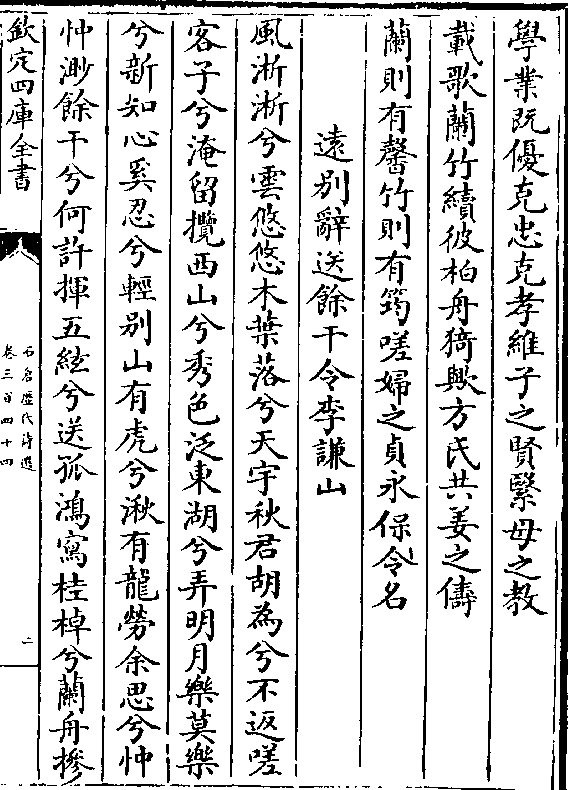 學業既優克忠克孝維子之賢緊母之教
載歌蘭竹續彼柏舟猗歟方氏共姜之儔
蘭則有馨竹則有筠嗟婦之貞永保令名
遠別辭送餘干令李謙山
風淅淅兮雲悠悠木葉落兮天宇秋君胡為兮不返嗟
客子兮淹留攬西山兮秀色泛東湖兮弄明月樂莫樂
兮新知心奚忍兮輕别山有虎兮湫有龍勞余思兮忡
忡渺餘干兮何許揮五絃兮送孤鴻寫桂棹兮蘭舟摻
欽定四庫全書
石倉歷代詩選
卷三百四十四
二